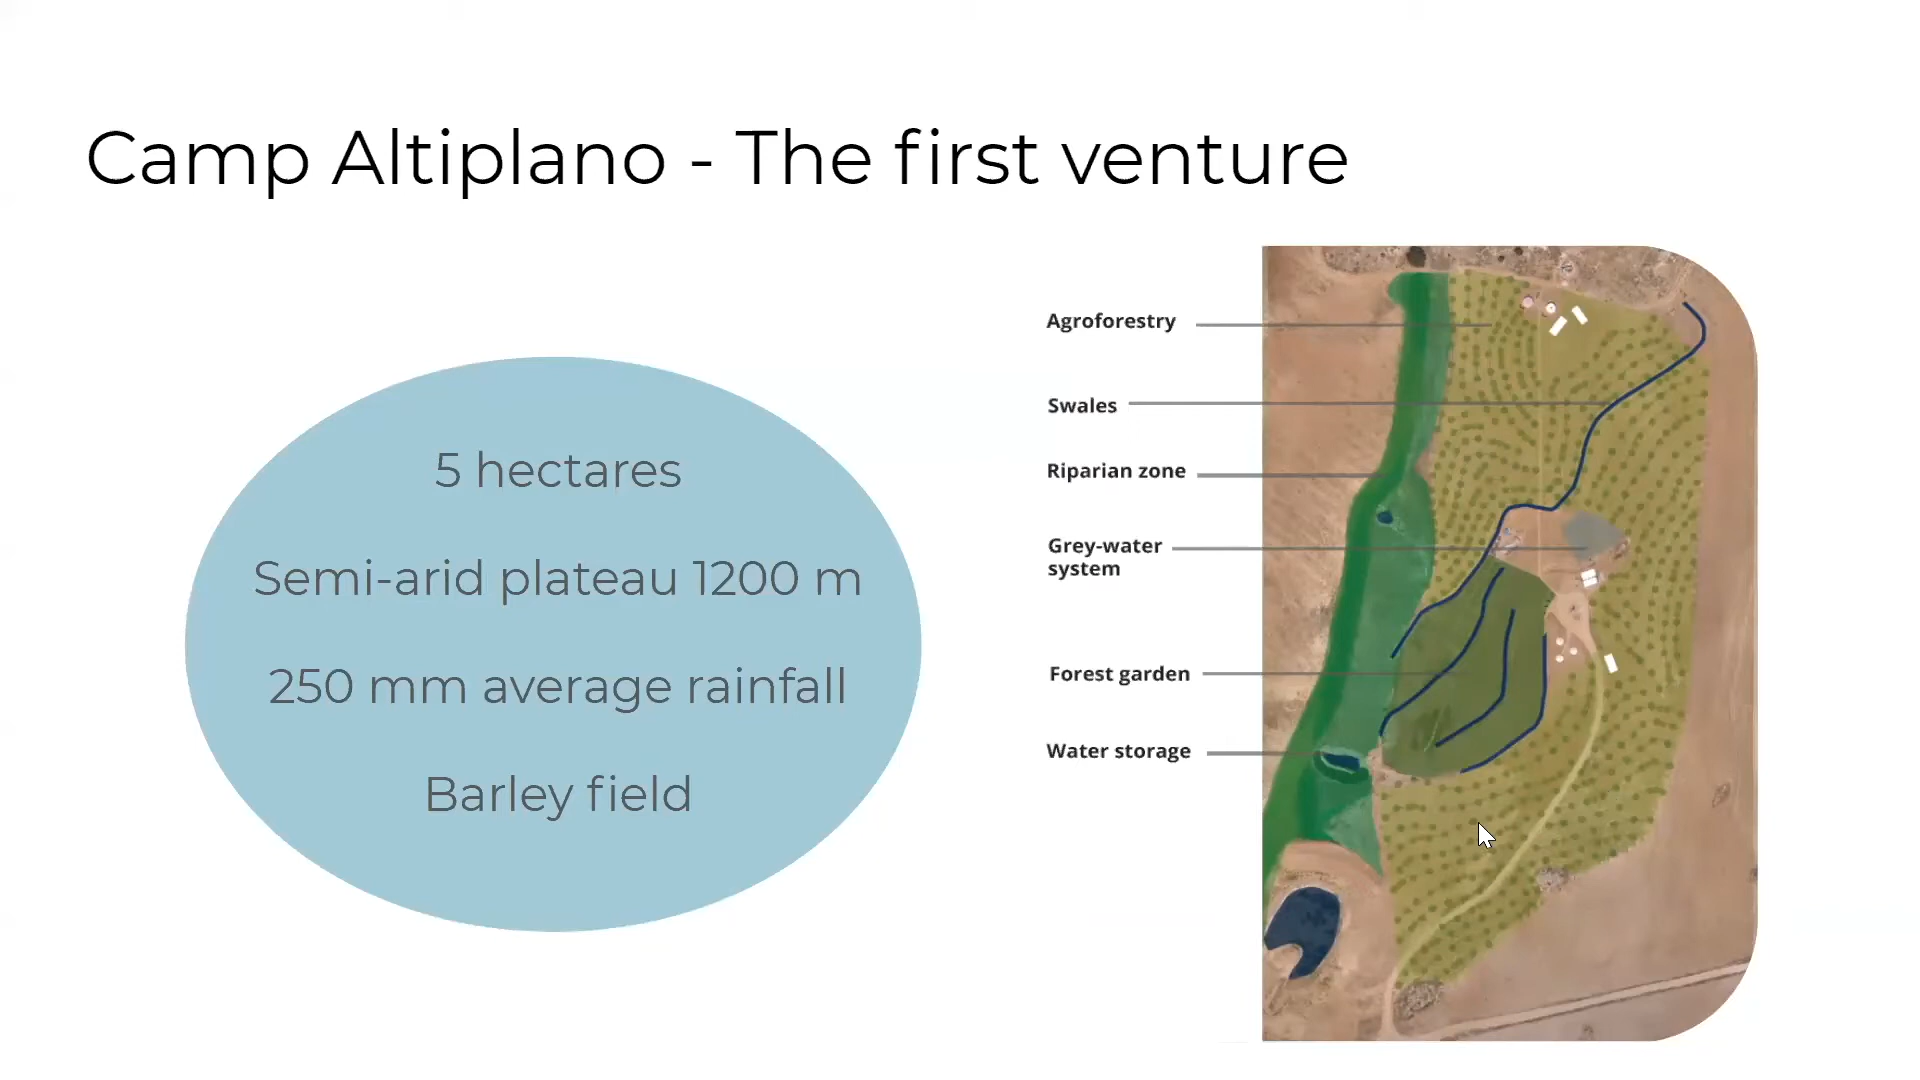 Camp Altiplano - The first venture
5 hectares
Semi-arid plateau 1200 m
250 mm average rainfall
Barley field
Agroforestry
Swales
Riparian zone
Grey-water
system
Forest garden
Water storage